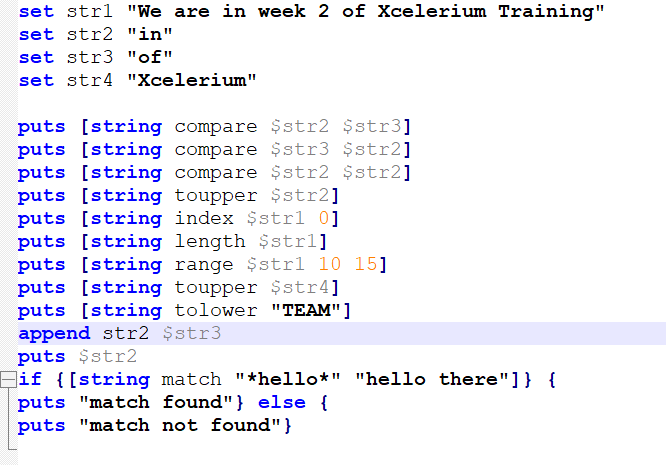 set str1 "We are in week 2 of Xcelerium Training"
set str2 "in"
set str3 "of"
set str4 "Xcelerium"
puts [string compare $str2 $str3]
puts [string compare $str3 $str2]
puts [string compare $str2 $str2]
puts [string toupper $str2]
puts [string index $str1 0]
puts [string length $str1]
puts [string range $str1 10 15]
puts [string toupper $str4]
puts [string tolower "TEAM"]
append str2 $str3
puts $str2
if {[string match "*hello*" "hello there"]} {
puts "match found"} else {
puts "match not found"}